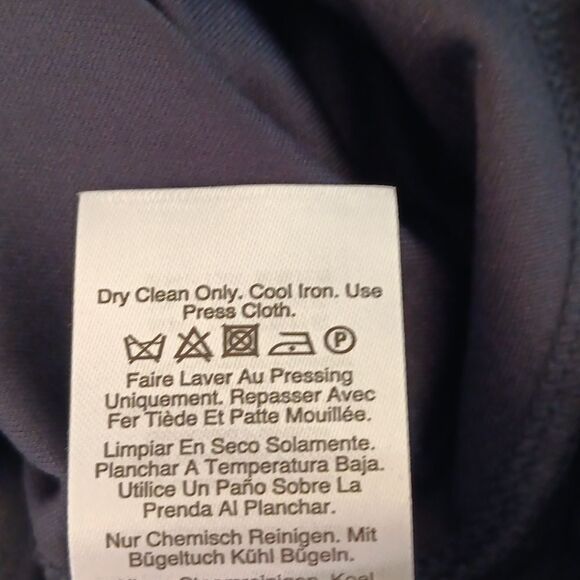 Dry Clean Only. Cool Iron. Use
Press Cloth.
P
Faire Laver Au Pressing
Uniquement. Repasser Avec
Fer Tiède Et Patte Mouillée.
Limpiar En Seco Solamente.
Planchar A Temperatura Baja.
Utilice Un Paño Sobre La
Prenda Al Planchar.
Nur Chemisch Reinigen. Mit
Bügeltuch Kühl Bügeln.